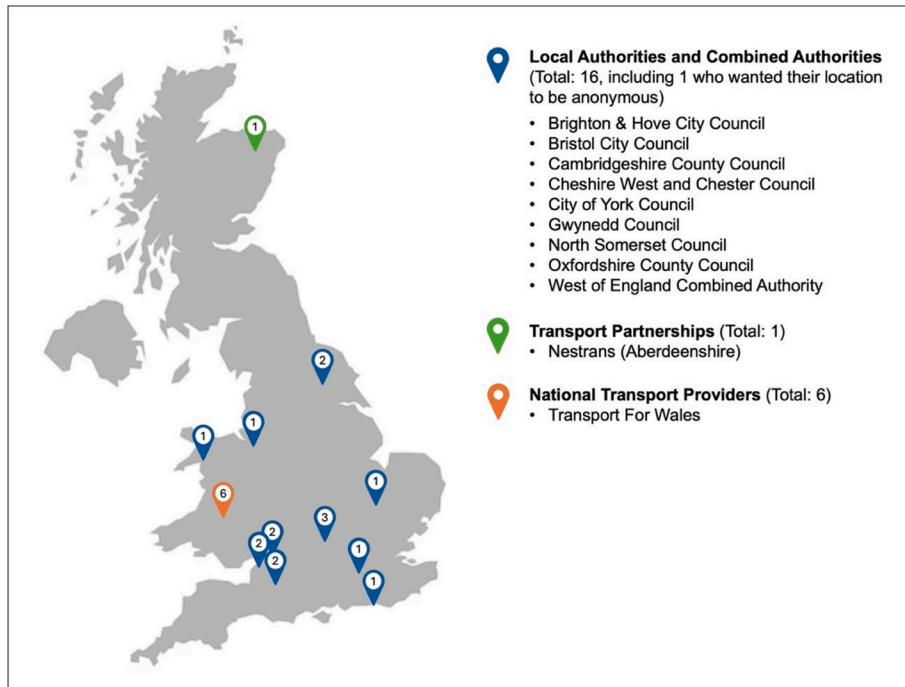 Local Authorities and Combined Authorities
(Total: 16, including 1 who wanted their location
to be anonymous)
• Brighton & Hove City Council
• Bristol City Council
• Cambridgeshire County Council
• Cheshire West and Chester Council
• City of York Council
• Gwynedd Council
• North Somerset Council
• Oxfordshire County Council
• West of England Combined Authority
Transport Partnerships (Total: 1)
• Nestrans (Aberdeenshire)
National Transport Providers (Total: 6)
• Transport For Wales
1
2
1
1
1
6
3
2
2
1
2
1